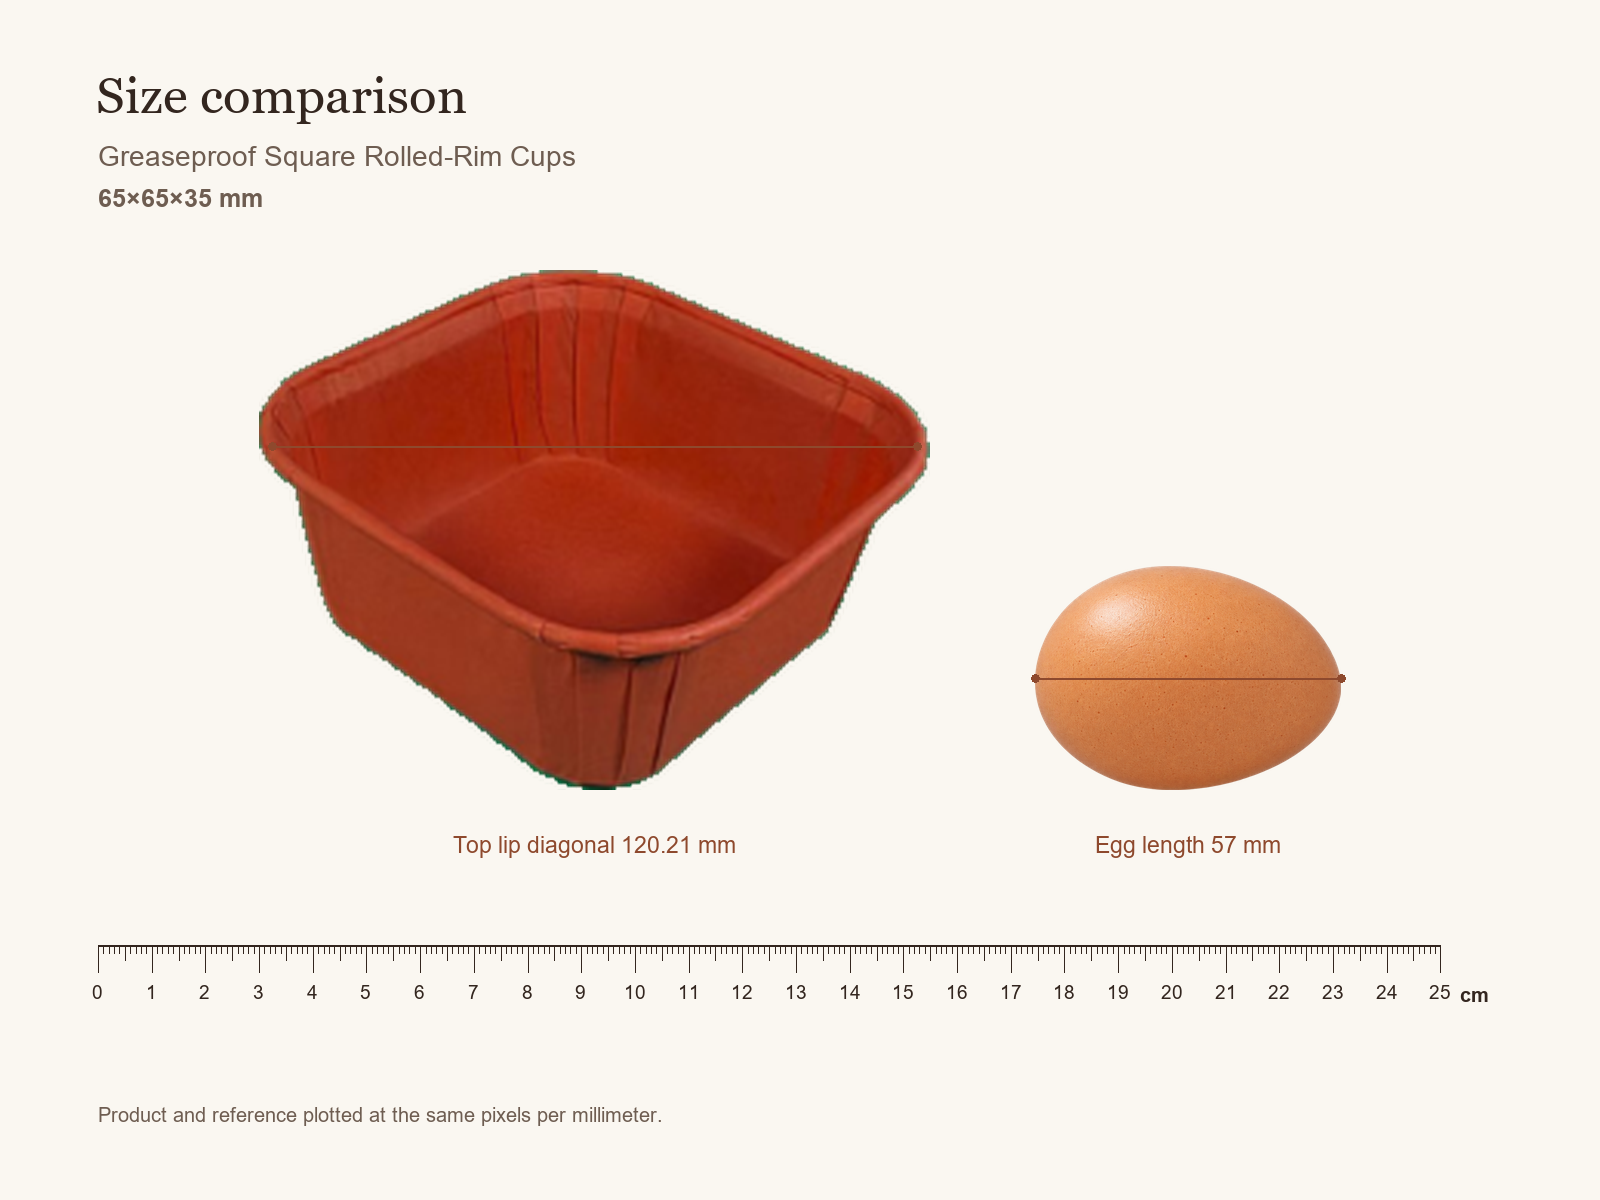 Size comparison
Greaseproof Square Rolled-Rim Cups
65×65×35 mm
Top lip diagonal 120.21 mm
Egg length 57 mm
0 1 2 3 4 5 6 7 8 9 10 11 12 13 14 15 16 17 18 19 20 21 22 23 24 25 cm
Product and reference plotted at the same pixels per millimeter.